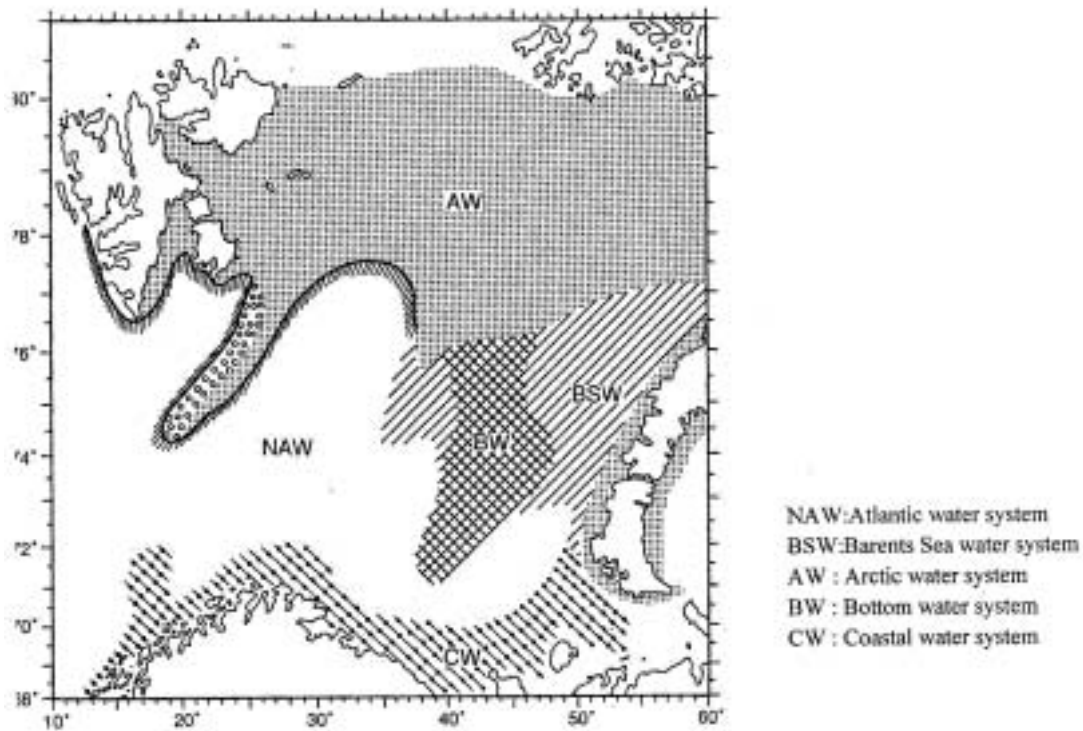 80°
AW
78°
76°
BSW
NAW
BW
74°
72°
70°
CW
68°
10°
20°
30°
40°
50°
60°
NAW:Atlantic water system
BSW:Barents Sea water system
AW : Arctic water system
BW : Bottom water system
CW : Coastal water system